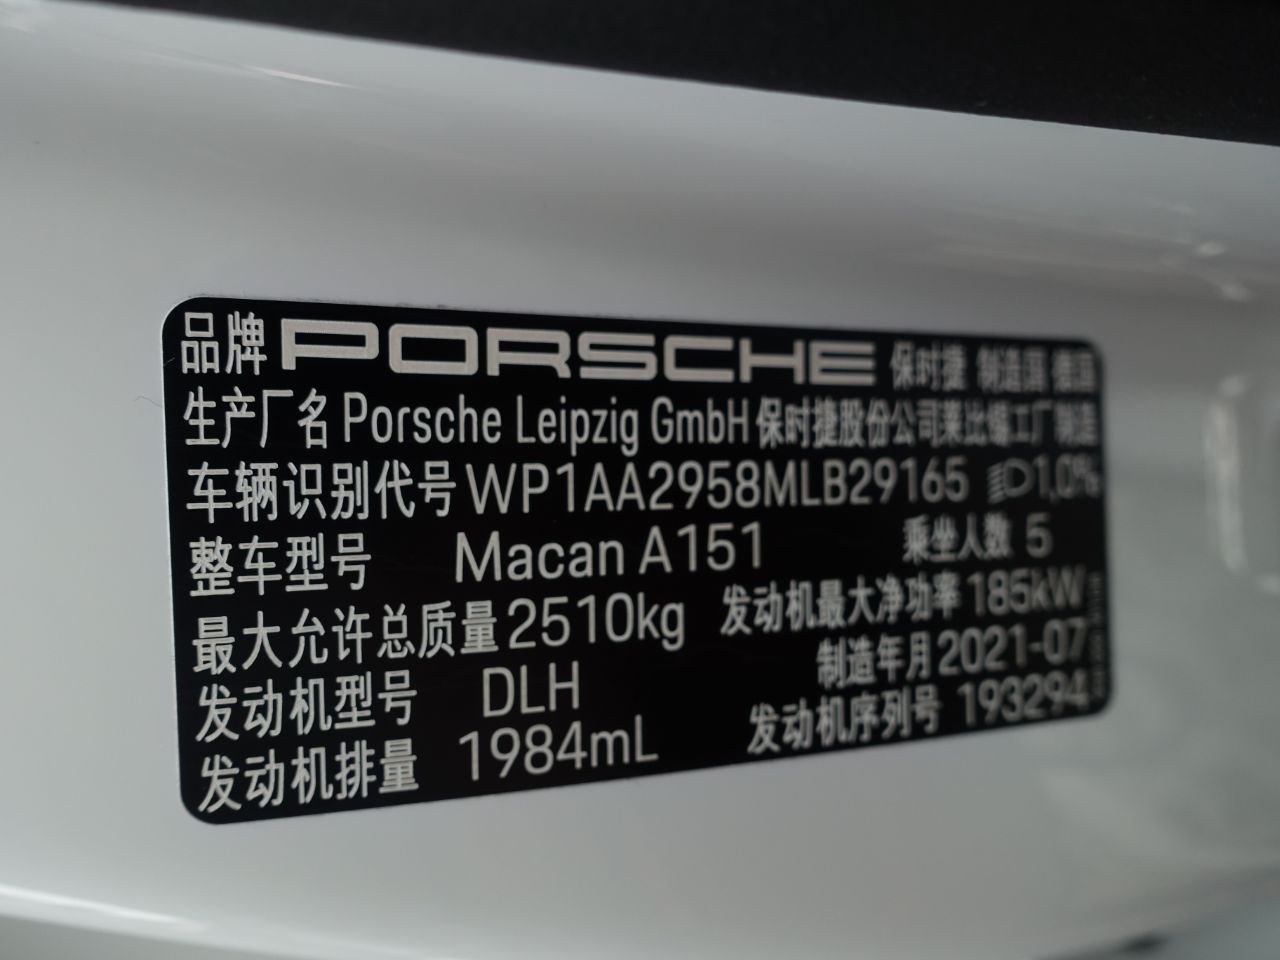 品牌 PORSCHE 保时捷 制造国 德国
生产厂名 Porsche Leipzig GmbH 保时捷股份公司莱比锡工厂制造
车辆识别代号 WP1AA2958MLB29165 1,0%
整车型号 Macan A151 乘坐人数 5
最大允许总质量 2510kg 发动机最大净功率 185kW
发动机型号 DLH 制造年月 2021-07
发动机排量 1984mL 发动机序列号 193294